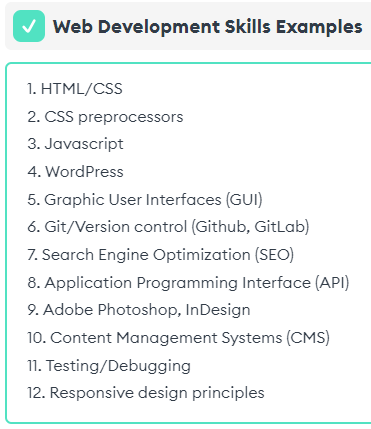 Web Development Skills Examples
1. HTML/CSS
2. CSS preprocessors
3. Javascript
4. WordPress
5. Graphic User Interfaces (GUI)
6. Git/Version control (Github, GitLab)
7. Search Engine Optimization (SEO)
8. Application Programming Interface (API)
9. Adobe Photoshop, InDesign
10. Content Management Systems (CMS)
11. Testing/Debugging
12. Responsive design principles